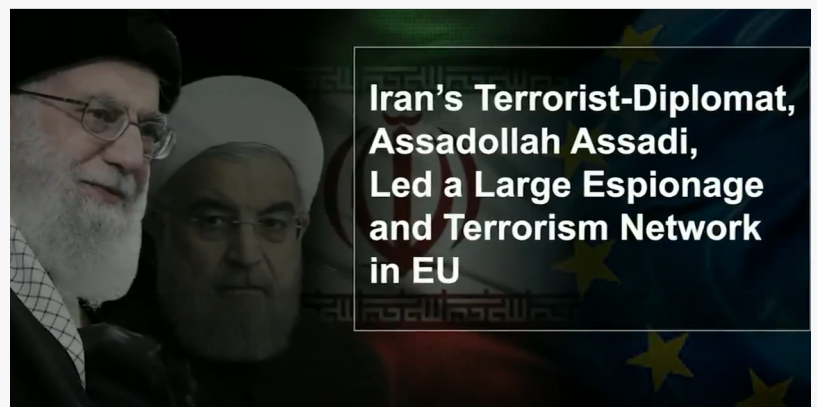 Iran’s Terrorist-Diplomat,
Assadollah Assadi,
Led a Large Espionage
and Terrorism Network
in EU